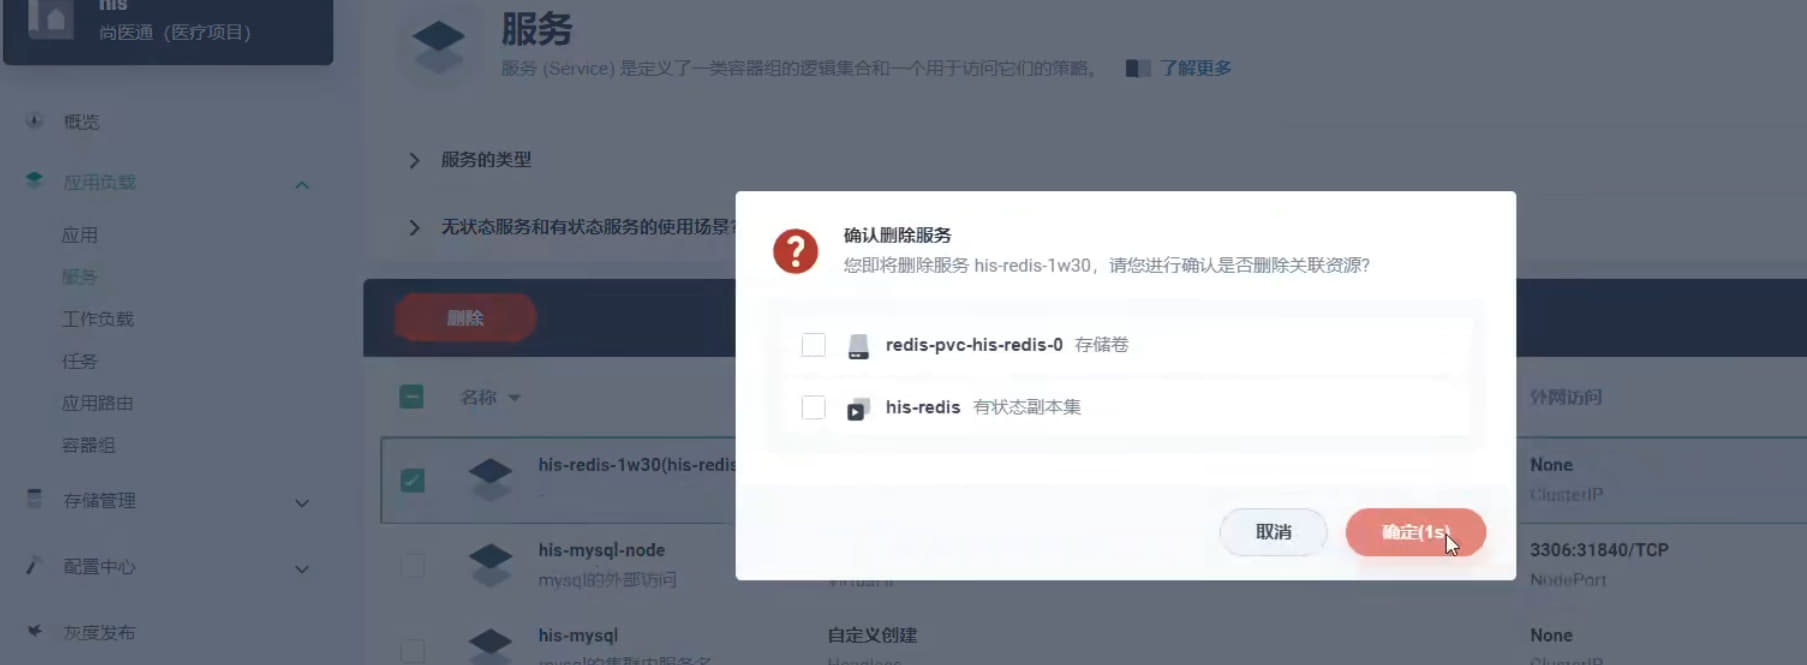 his
尚医通（医疗项目）
概览
应用负载
应用
服务
工作负载
任务
应用路由
容器组
存储管理
配置中心
灰度发布
服务
服务 (Service) 是定义了一类容器组的逻辑集合和一个用于访问它们的策略。 了解更多
服务的类型
无状态服务和有状态服务的使用场景?
删除
名称
外网访问
his-redis-1w30(his-redis
None
ClusterIP
his-mysql-node
mysql的外部访问
3306:31840/TCP
NodePort
his-mysql
自定义创建
None
mysql的集群内服务名
Headless
ClusterIP
确认删除服务
您即将删除服务 his-redis-1w30，请您进行确认是否删除关联资源?
redis-pvc-his-redis-0 存储卷
his-redis 有状态副本集
取消
确定(1s)